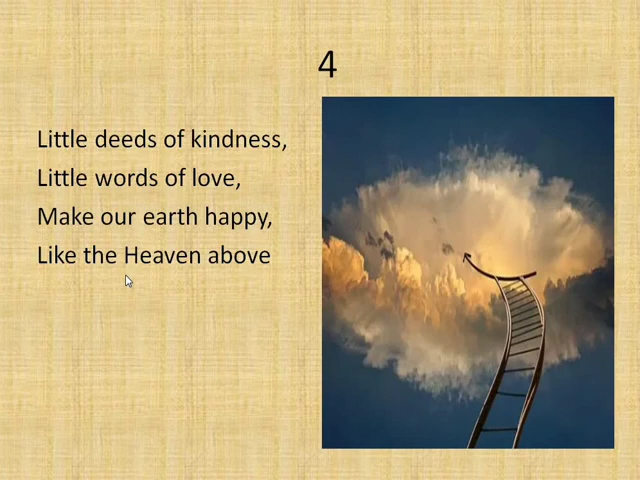 4
Little deeds of kindness,
Little words of love,
Make our earth happy,
Like the Heaven above